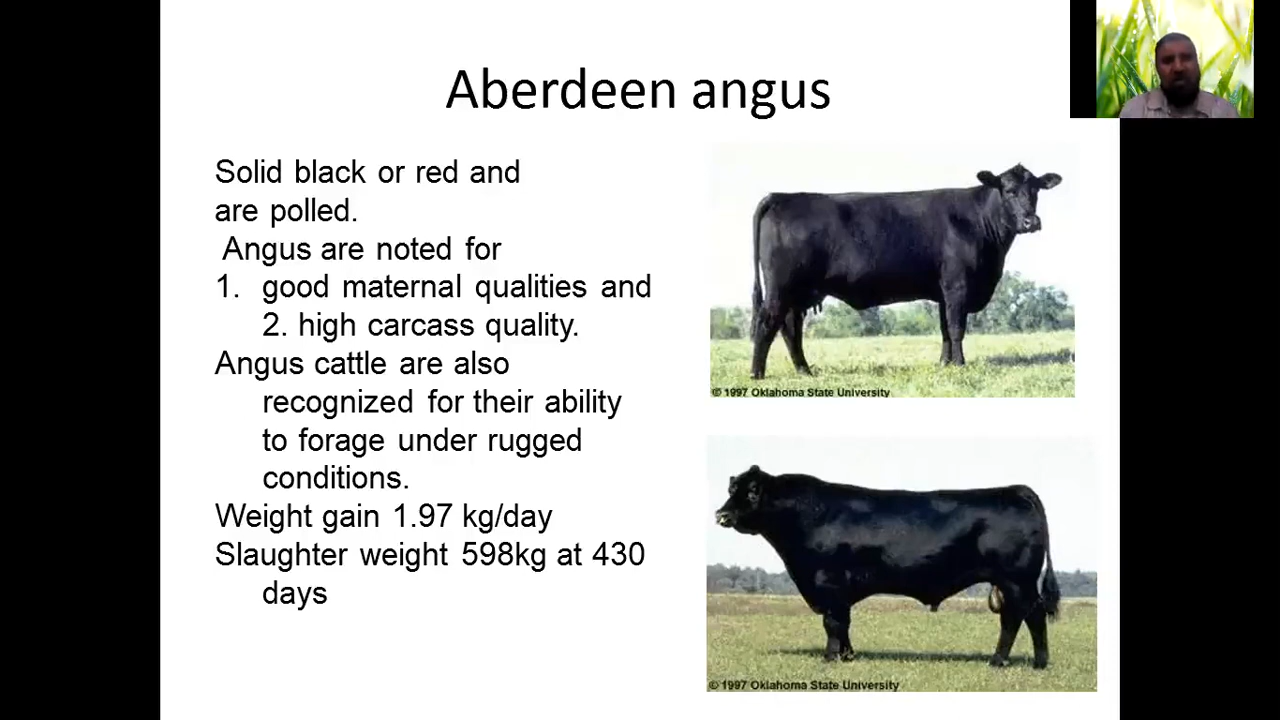 Aberdeen angus
Solid black or red and
are polled.
Angus are noted for
1. good maternal qualities and
2. high carcass quality.
Angus cattle are also
recognized for their ability
to forage under rugged
conditions.
Weight gain 1.97 kg/day
Slaughter weight 598kg at 430
days
© 1997 Oklahoma State University
© 1997 Oklahoma State University